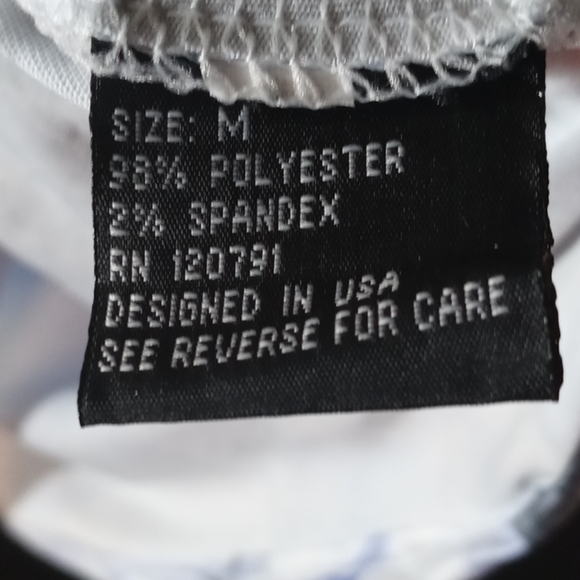 SIZE: M
98% POLYESTER
2% SPANDEX
RN 120791
DESIGNED IN USA
SEE REVERSE FOR CARE